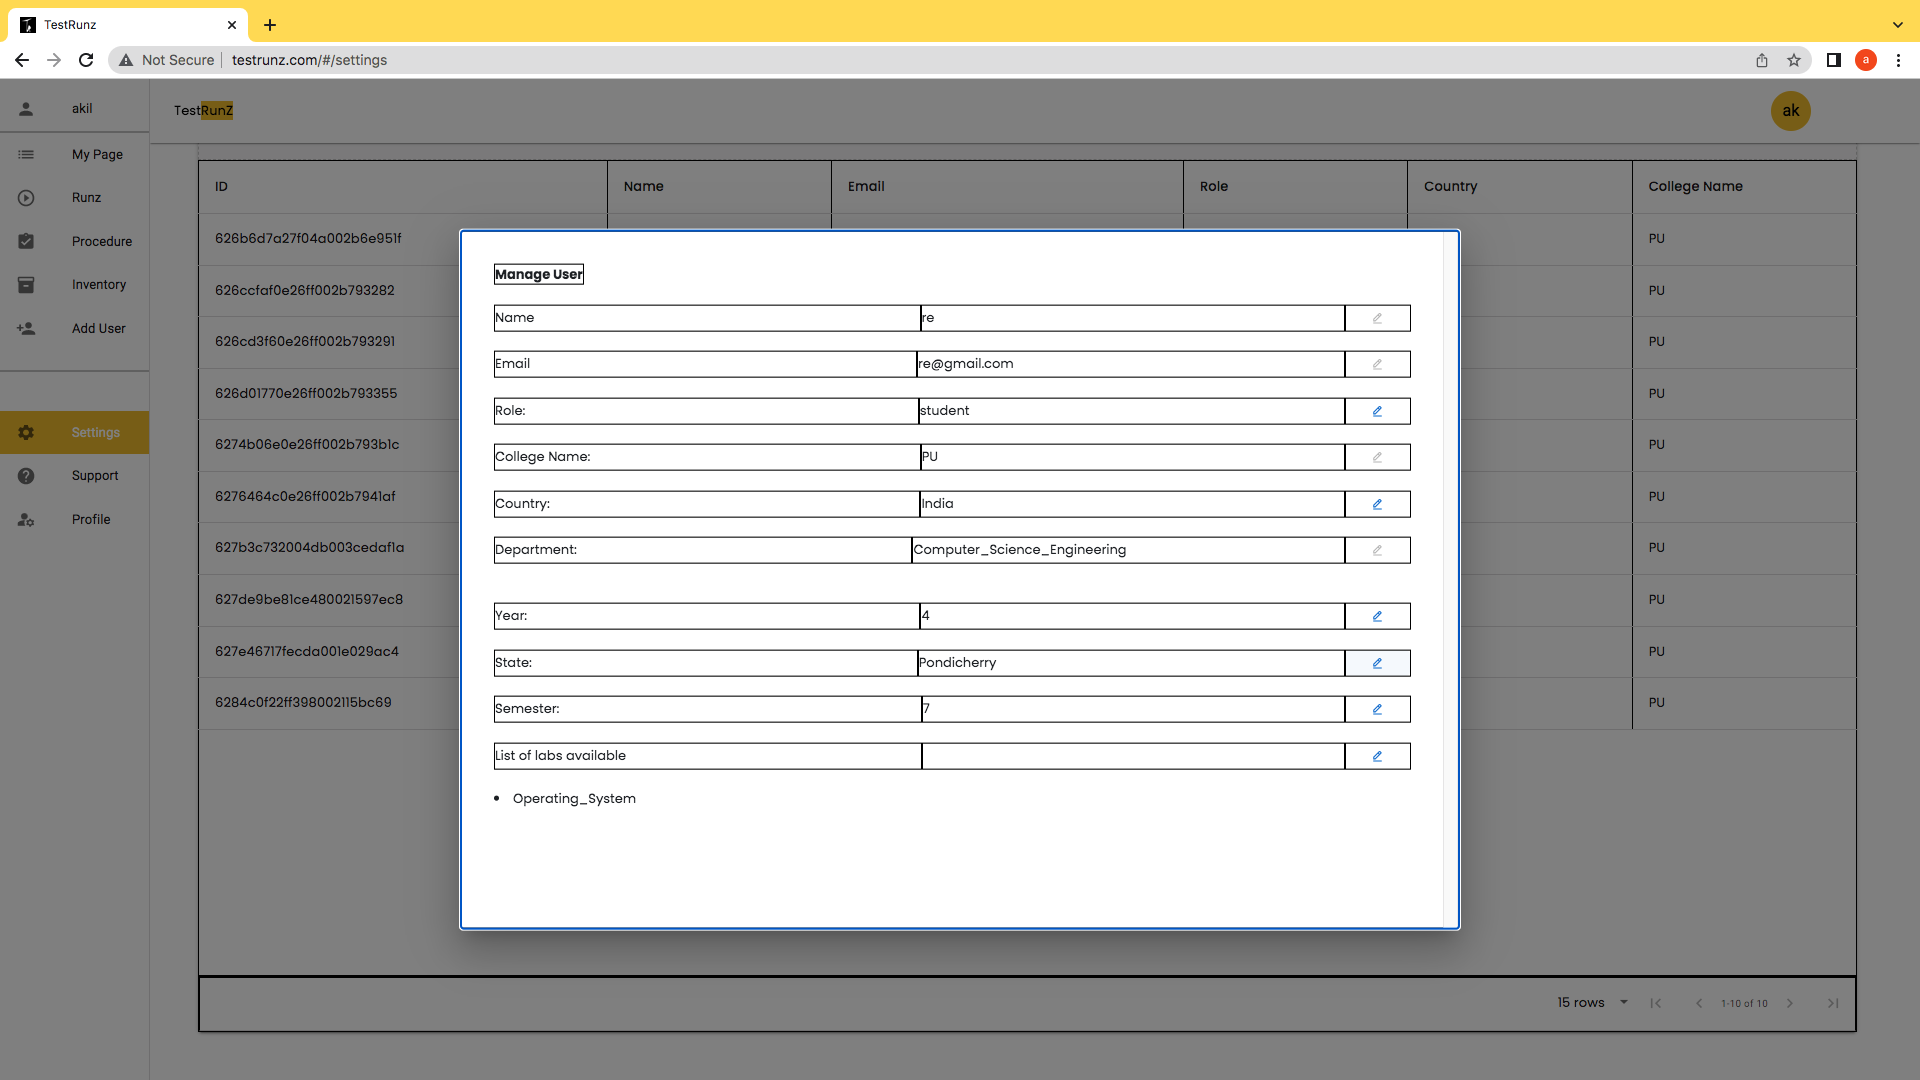 TestRunz
Not Secure testrunz.com/#/settings
a
akil
TestRunZ
ak
My Page
Runz
Procedure
Inventory
Add User
Settings
Support
Profile
ID Name Email Role Country College Name
626b6d7a27f04a002b6e951f PU
626ccfaf0e26ff002b793282 PU
626cd3f60e26ff002b793291 PU
626d01770e26ff002b793355 PU
6274b06e0e26ff002b793b1c PU
6276464c0e26ff002b7941af PU
627b3c732004db003cedaf1a PU
627de9be81ce480021597ec8 PU
627e46717fecda001e029ac4 PU
6284c0f22ff398002115bc69 PU
Manage User
Name re
Email re@gmail.com
Role: student
College Name: PU
Country: India
Department: Computer_Science_Engineering
Year: 4
State: Pondicherry
Semester: 7
List of labs available
• Operating_System
15 rows 1-10 of 10